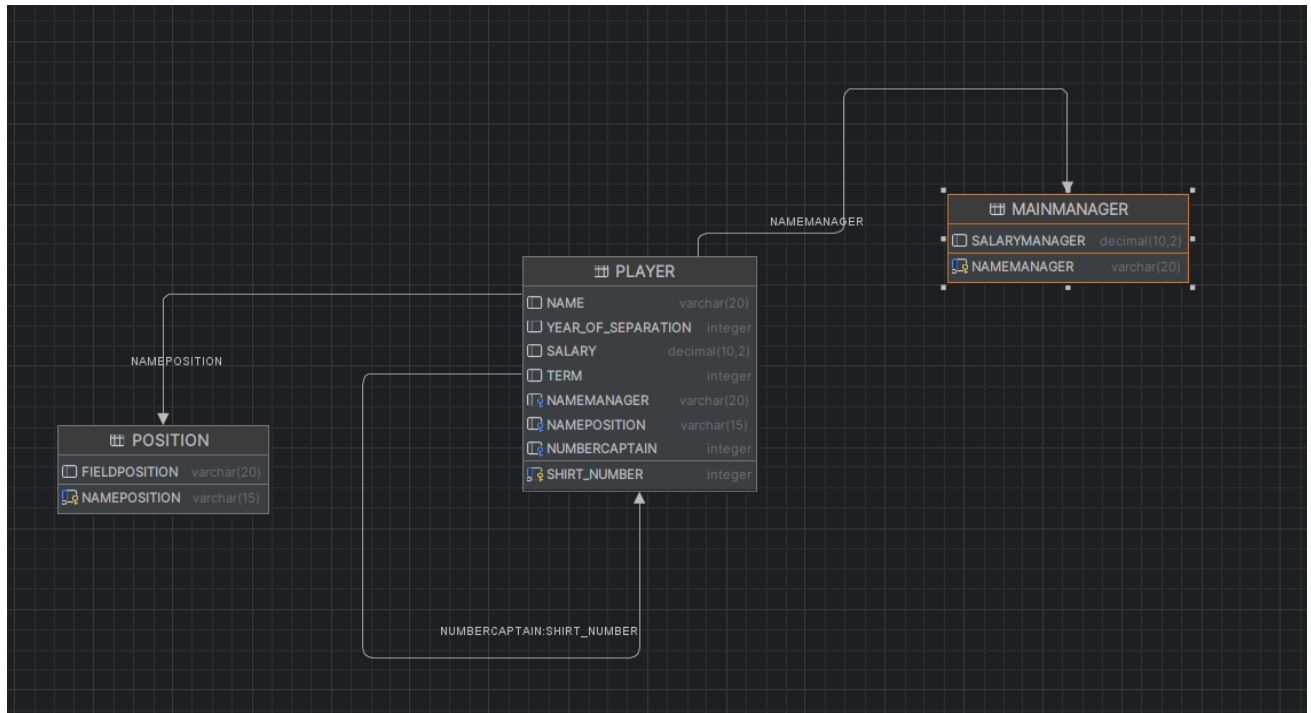 MAINMANAGER
SALARYMANAGER decimal(10,2)
NAMEMANAGER varchar(20)
NAMEMANAGER
PLAYER
NAME varchar(20)
YEAR_OF_SEPARATION integer
SALARY decimal(10,2)
TERM integer
NAMEMANAGER varchar(20)
NAMEPOSITION varchar(15)
NUMBERCAPTAIN integer
SHIRT_NUMBER integer
NAMEPOSITION
POSITION
FIELDPOSITION varchar(20)
NAMEPOSITION varchar(15)
NUMBERCAPTAIN:SHIRT_NUMBER